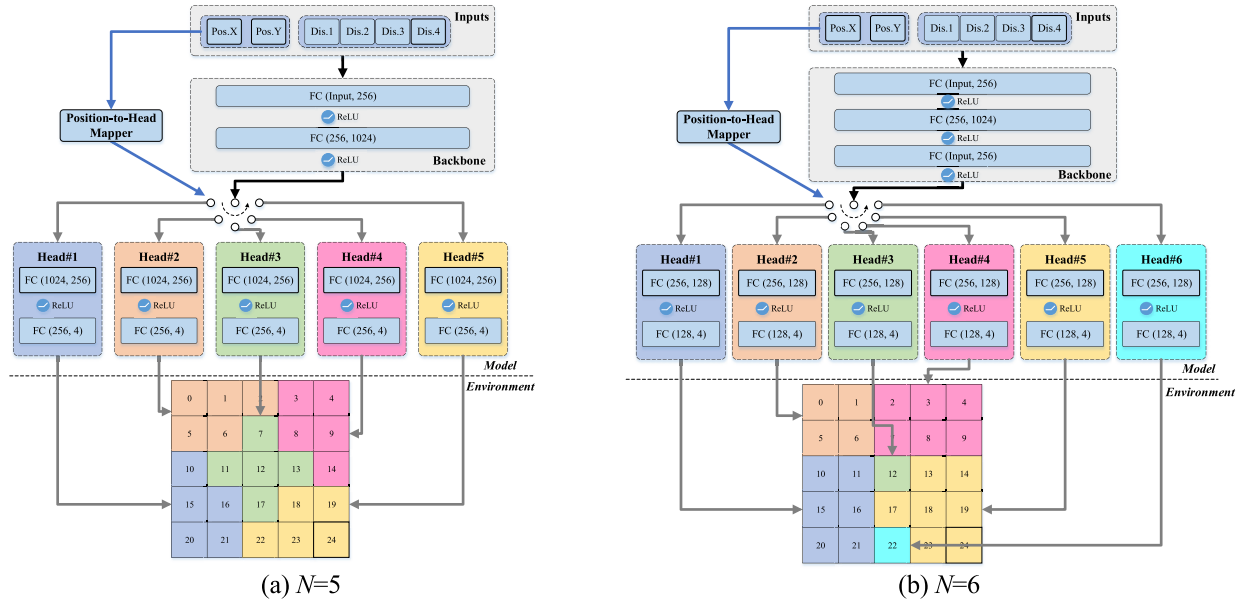 Inputs
Pos.X Pos.Y Dis.1 Dis.2 Dis.3 Dis.4
FC (Input, 256)
ReLU
FC (256, 1024)
ReLU
Backbone
Position-to-Head
Mapper
Head#1 Head#2 Head#3 Head#4 Head#5
FC (1024, 256) FC (1024, 256) FC (1024, 256) FC (1024, 256) FC (1024, 256)
ReLU ReLU ReLU ReLU ReLU
FC (256, 4) FC (256, 4) FC (256, 4) FC (256, 4) FC (256, 4)
Model
Environment
0 1 2 3 4
5 6 7 8 9
10 11 12 13 14
15 16 17 18 19
20 21 22 23 24
(a) N=5
Inputs
Pos.X Pos.Y Dis.1 Dis.2 Dis.3 Dis.4
FC (Input, 256)
ReLU
FC (256, 1024)
ReLU
FC (Input, 256)
ReLU
Backbone
Position-to-Head
Mapper
Head#1 Head#2 Head#3 Head#4 Head#5 Head#6
FC (256, 128) FC (256, 128) FC (256, 128) FC (256, 128) FC (256, 128) FC (256, 128)
ReLU ReLU ReLU ReLU ReLU ReLU
FC (128, 4) FC (128, 4) FC (128, 4) FC (128, 4) FC (128, 4) FC (128, 4)
Model
Environment
0 1 2 3 4
5 6 7 8 9
10 11 12 13 14
15 16 17 18 19
20 21 22 23 24
(b) N=6